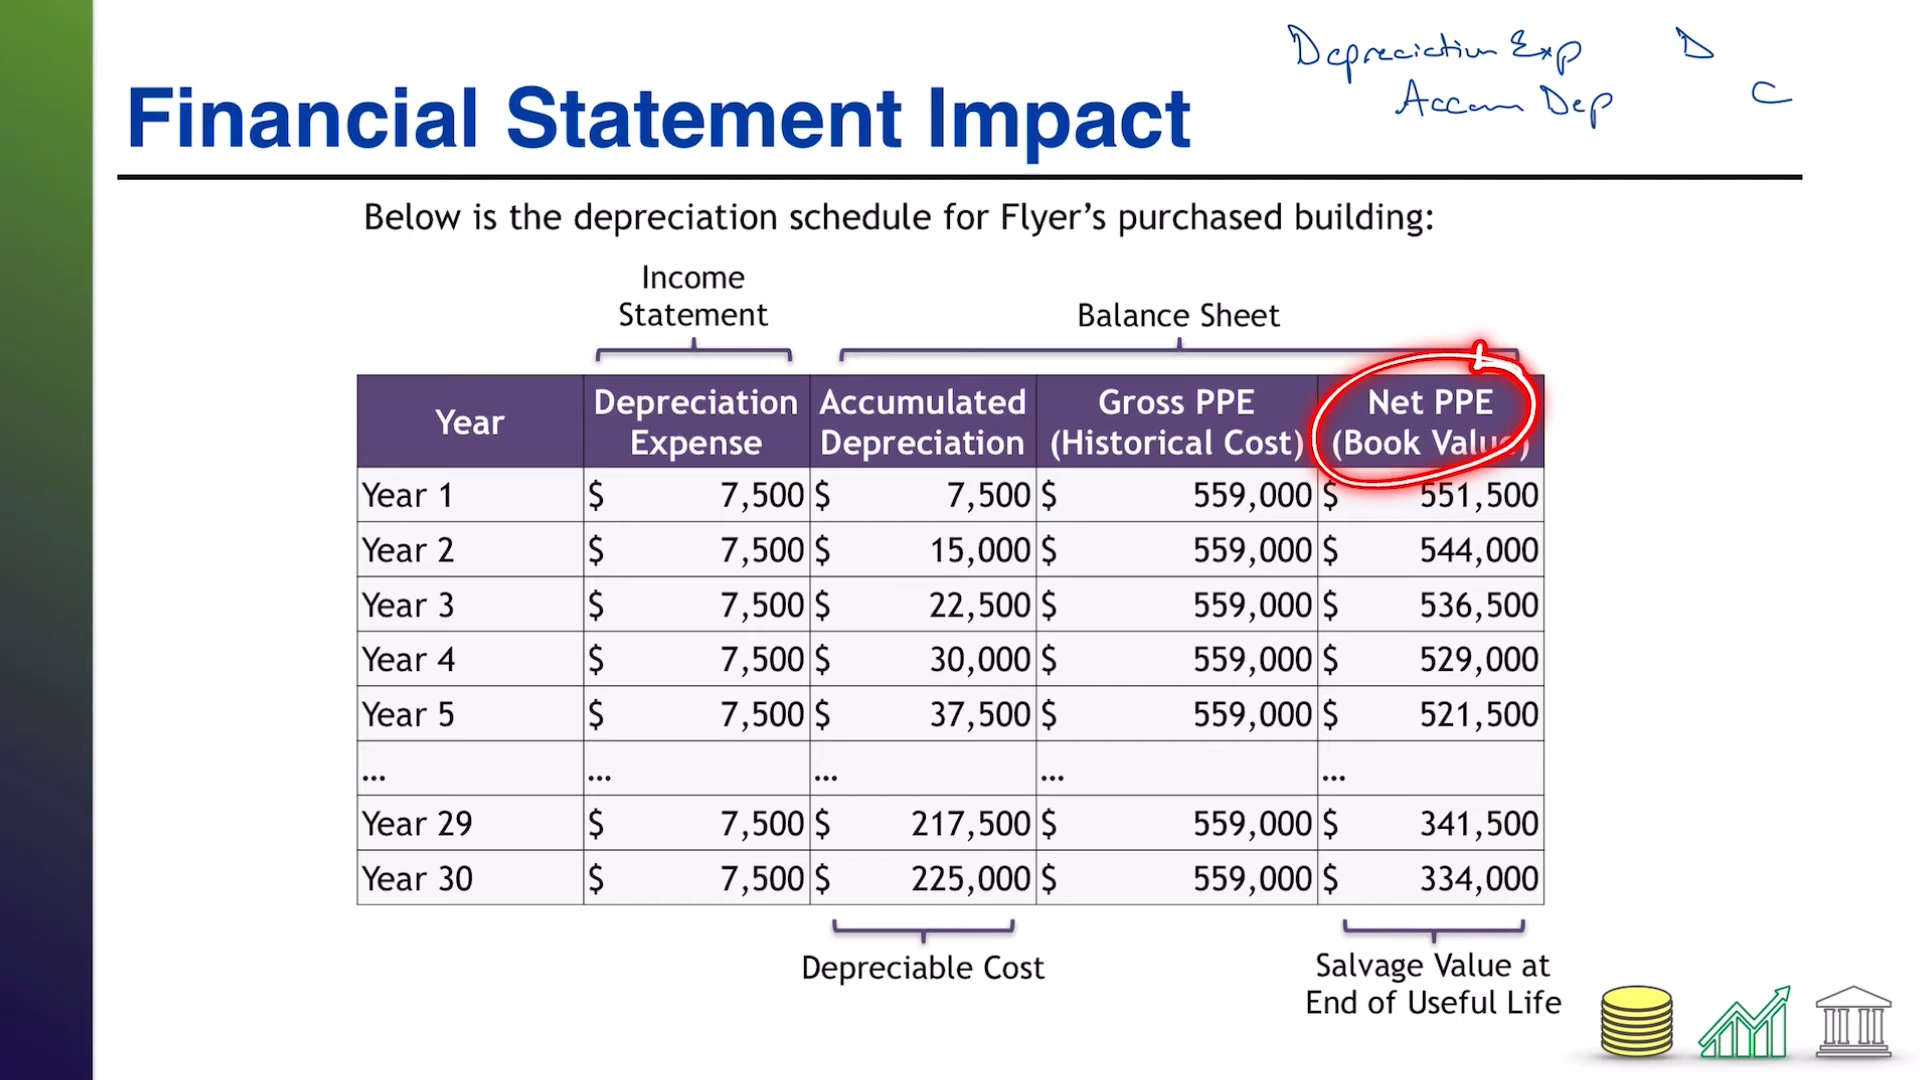 Depreciation Exp D
Accum Dep C
Financial Statement Impact
Below is the depreciation schedule for Flyer’s purchased building:
Income
Statement
Balance Sheet
Year Depreciation Expense Accumulated Depreciation Gross PPE (Historical Cost) Net PPE (Book Value)
Year 1 $ 7,500 $ 7,500 $ 559,000 $ 551,500
Year 2 $ 7,500 $ 15,000 $ 559,000 $ 544,000
Year 3 $ 7,500 $ 22,500 $ 559,000 $ 536,500
Year 4 $ 7,500 $ 30,000 $ 559,000 $ 529,000
Year 5 $ 7,500 $ 37,500 $ 559,000 $ 521,500
... ... ... ... ...
Year 29 $ 7,500 $ 217,500 $ 559,000 $ 341,500
Year 30 $ 7,500 $ 225,000 $ 559,000 $ 334,000
Depreciable Cost
Salvage Value at
End of Useful Life